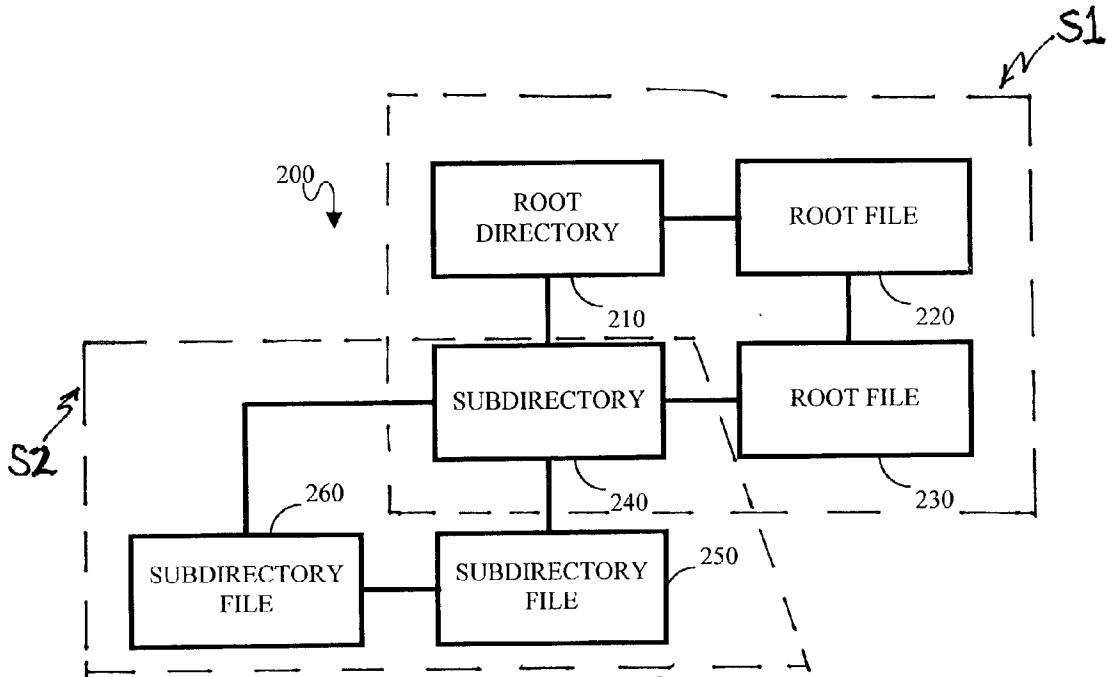 S1
200
ROOT
DIRECTORY
210
ROOT FILE
220
SUBDIRECTORY
240
ROOT FILE
230
S2
260
SUBDIRECTORY
FILE
SUBDIRECTORY
FILE
250